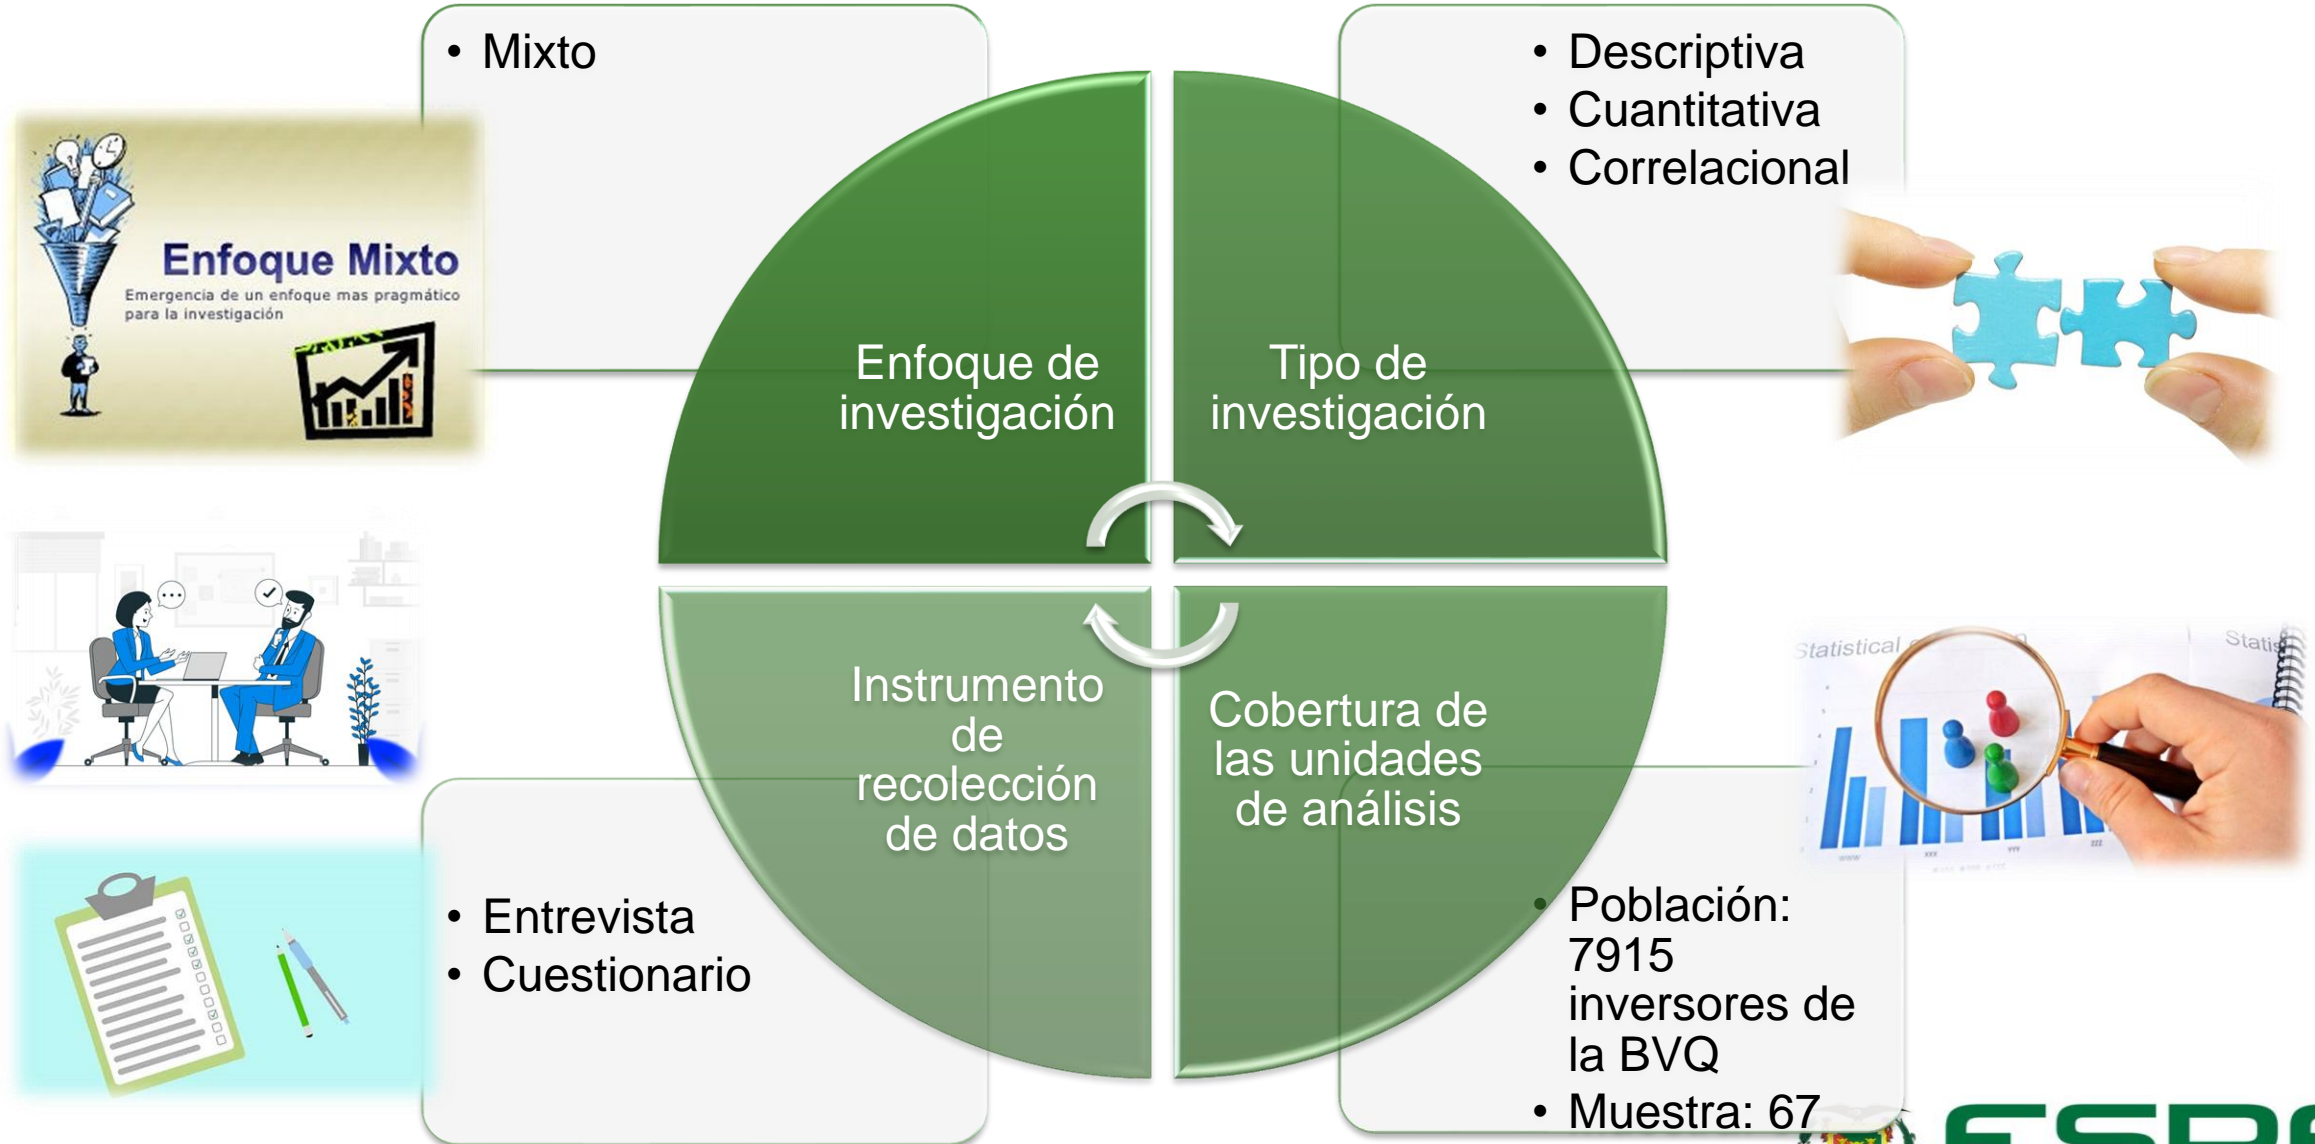 • Mixto
Enfoque Mixto
Emergencia de un enfoque mas pragmático
para la investigación
Enfoque de
investigación
• Descriptiva
• Cuantitativa
• Correlacional
Tipo de
investigación
Instrumento
de
recolección
de datos
• Entrevista
• Cuestionario
Cobertura de
las unidades
de análisis
Statistical
• Población:
7915
inversores de
la BVQ
• Muestra: 67